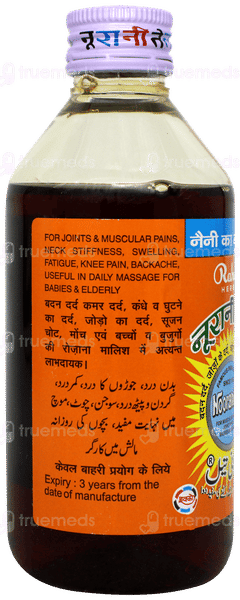 नूरानी तेल
truemeds
नैनी का
FOR JOINTS & MUSCULAR PAINS,
NECK STIFFNESS, SWELLING,
FATIGUE, KNEE PAIN, BACKACHE,
USEFUL IN DAILY MASSAGE FOR
BABIES & ELDERLY
बदन दर्द कमर दर्द, कंधे व घुटने
का दर्द, जोड़ो का दर्द, सूजन
चोट, मोंच एवं बच्चों व बुजुर्गो
की रोज़ाना मालिश में अत्यन्त
लाभदायक।
بدن درد، جوڑوں کا درد، کمر درد،
گردن و پیٹھ درد، سوجن، چوٹ، موچ
میں نہایت مفید، بچوں کی روزانہ
مالش میں کارگر
केवल बाहरी प्रयोग के लिये
Expiry : 3 years from the
date of manufacture
नूरानी